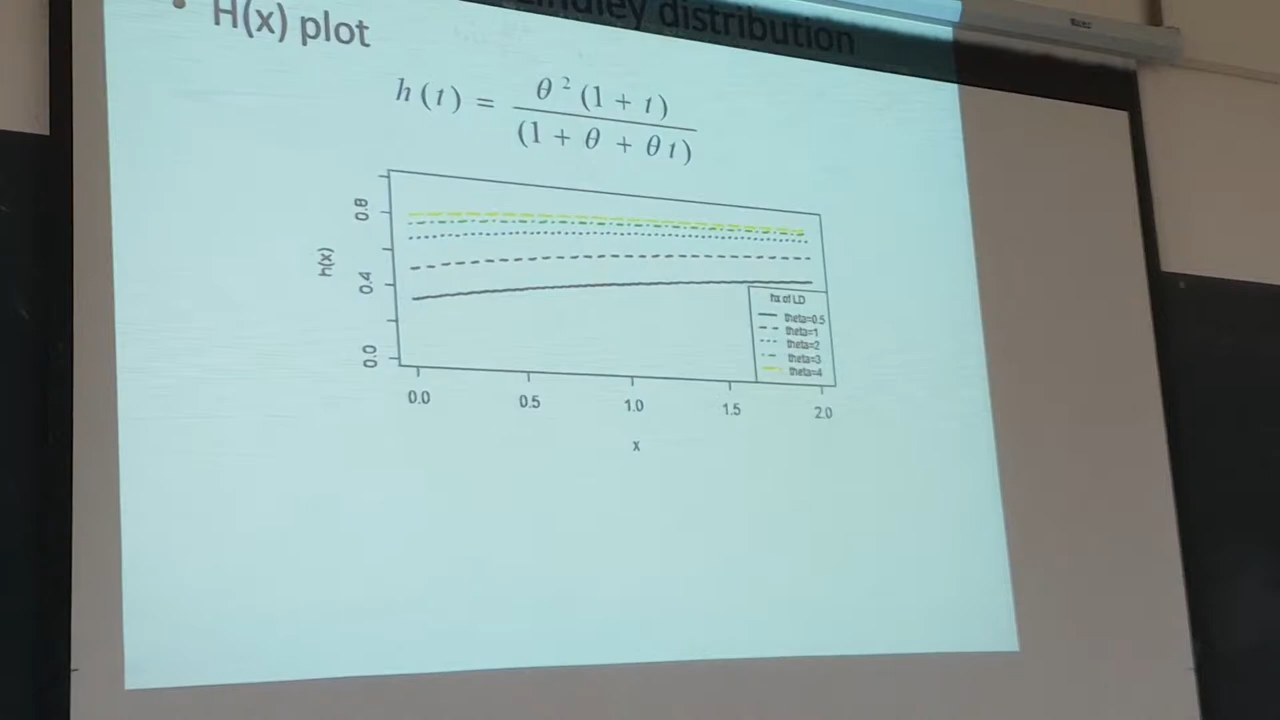 Lindley distribution
• H(x) plot
h(t) = θ² (1 + t) / (1 + θ + θt)
h(x)
0.8
0.4
0.0
hx of LD
theta=0.5
theta=1
theta=2
theta=3
theta=4
0.0 0.5 1.0 1.5 2.0
x